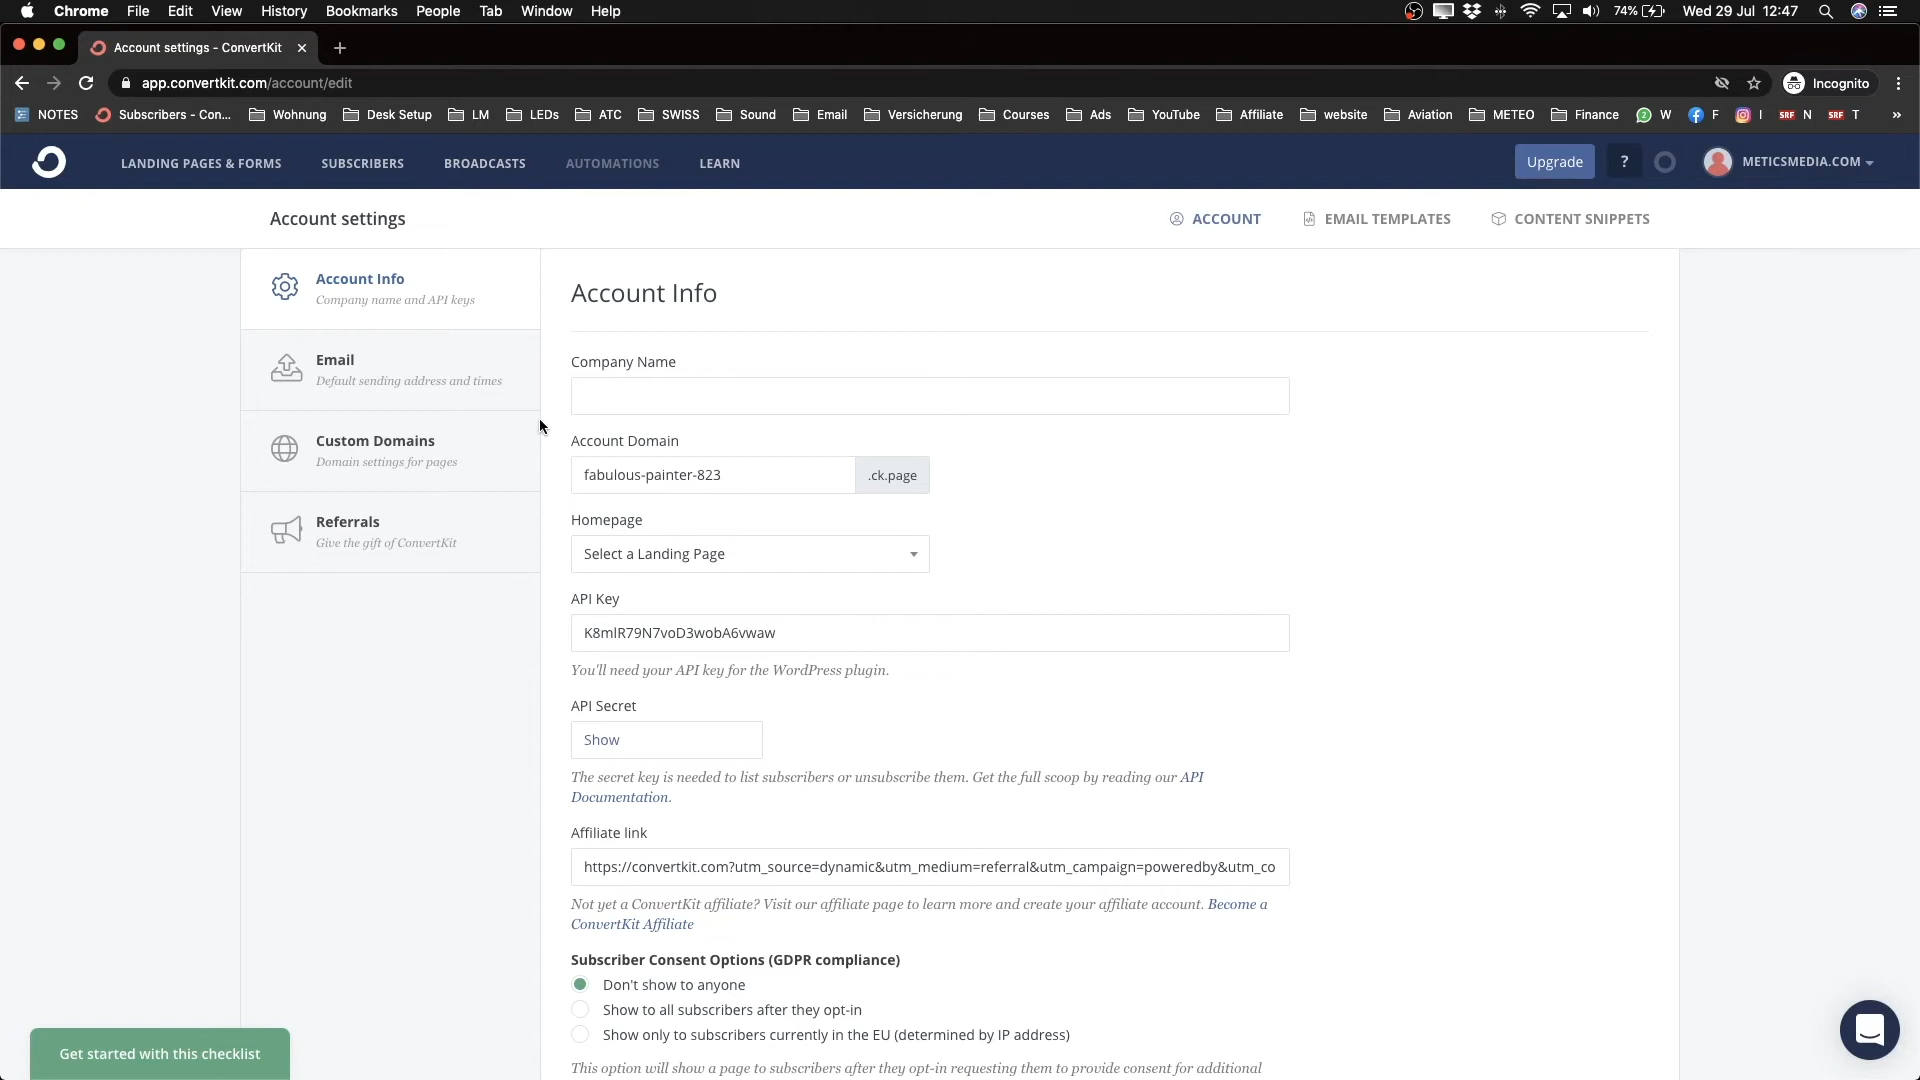 Chrome File Edit View History Bookmarks People Tab Window Help 74% Wed 29 Jul 12:47
Account settings - ConvertKit
app.convertkit.com/account/edit Incognito
NOTES Subscribers - Con... Wohnung Desk Setup LM LEDs ATC SWISS Sound Email Versicherung Courses Ads YouTube Affiliate website Aviation METEO Finance 2 W F I SRF N SRF T »
LANDING PAGES & FORMS SUBSCRIBERS BROADCASTS AUTOMATIONS LEARN Upgrade ? METICSMEDIA.COM
Account settings ACCOUNT EMAIL TEMPLATES CONTENT SNIPPETS
Account Info
Company name and API keys
Email
Default sending address and times
Custom Domains
Domain settings for pages
Referrals
Give the gift of ConvertKit
Account Info
Company Name
Account Domain
fabulous-painter-823 .ck.page
Homepage
Select a Landing Page
API Key
K8mlR79N7voD3wobA6vwaw
You'll need your API key for the WordPress plugin.
API Secret
Show
The secret key is needed to list subscribers or unsubscribe them. Get the full scoop by reading our API
Documentation.
Affiliate link
https://convertkit.com?utm_source=dynamic&utm_medium=referral&utm_campaign=poweredby&utm_co
Not yet a ConvertKit affiliate? Visit our affiliate page to learn more and create your affiliate account. Become a
ConvertKit Affiliate
Subscriber Consent Options (GDPR compliance)
Don't show to anyone
Show to all subscribers after they opt-in
Show only to subscribers currently in the EU (determined by IP address)
This option will show a page to subscribers after they opt-in requesting them to provide consent for additional
Get started with this checklist